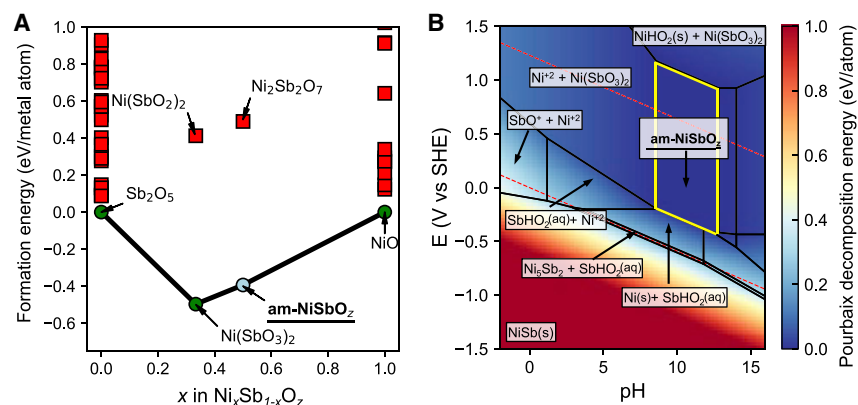 A
Formation energy (eV/metal atom)
1.0
0.8
0.6
0.4
0.2
0.0
−0.2
−0.4
−0.6
Ni(SbO₂)₂
Ni₂Sb₂O₇
Sb₂O₅
NiO
am-NiSbO_z
Ni(SbO₃)₂
0.0 0.2 0.4 0.6 0.8 1.0
x in NiₓSb₁₋ₓO_z
B
E (V vs SHE)
1.5
1.0
0.5
0.0
−0.5
−1.0
−1.5
NiHO₂(s) + Ni(SbO₃)₂
Ni⁺² + Ni(SbO₃)₂
SbO⁺ + Ni⁺²
am-NiSbO_z
SbHO₂(aq)+ Ni⁺²
Ni₅Sb₂ + SbHO₂(aq)
Ni(s)+ SbHO₂(aq)
NiSb(s)
0 5 10 15
pH
1.0
0.8
0.6
0.4
0.2
0.0
Pourbaix decomposition energy (eV/atom)